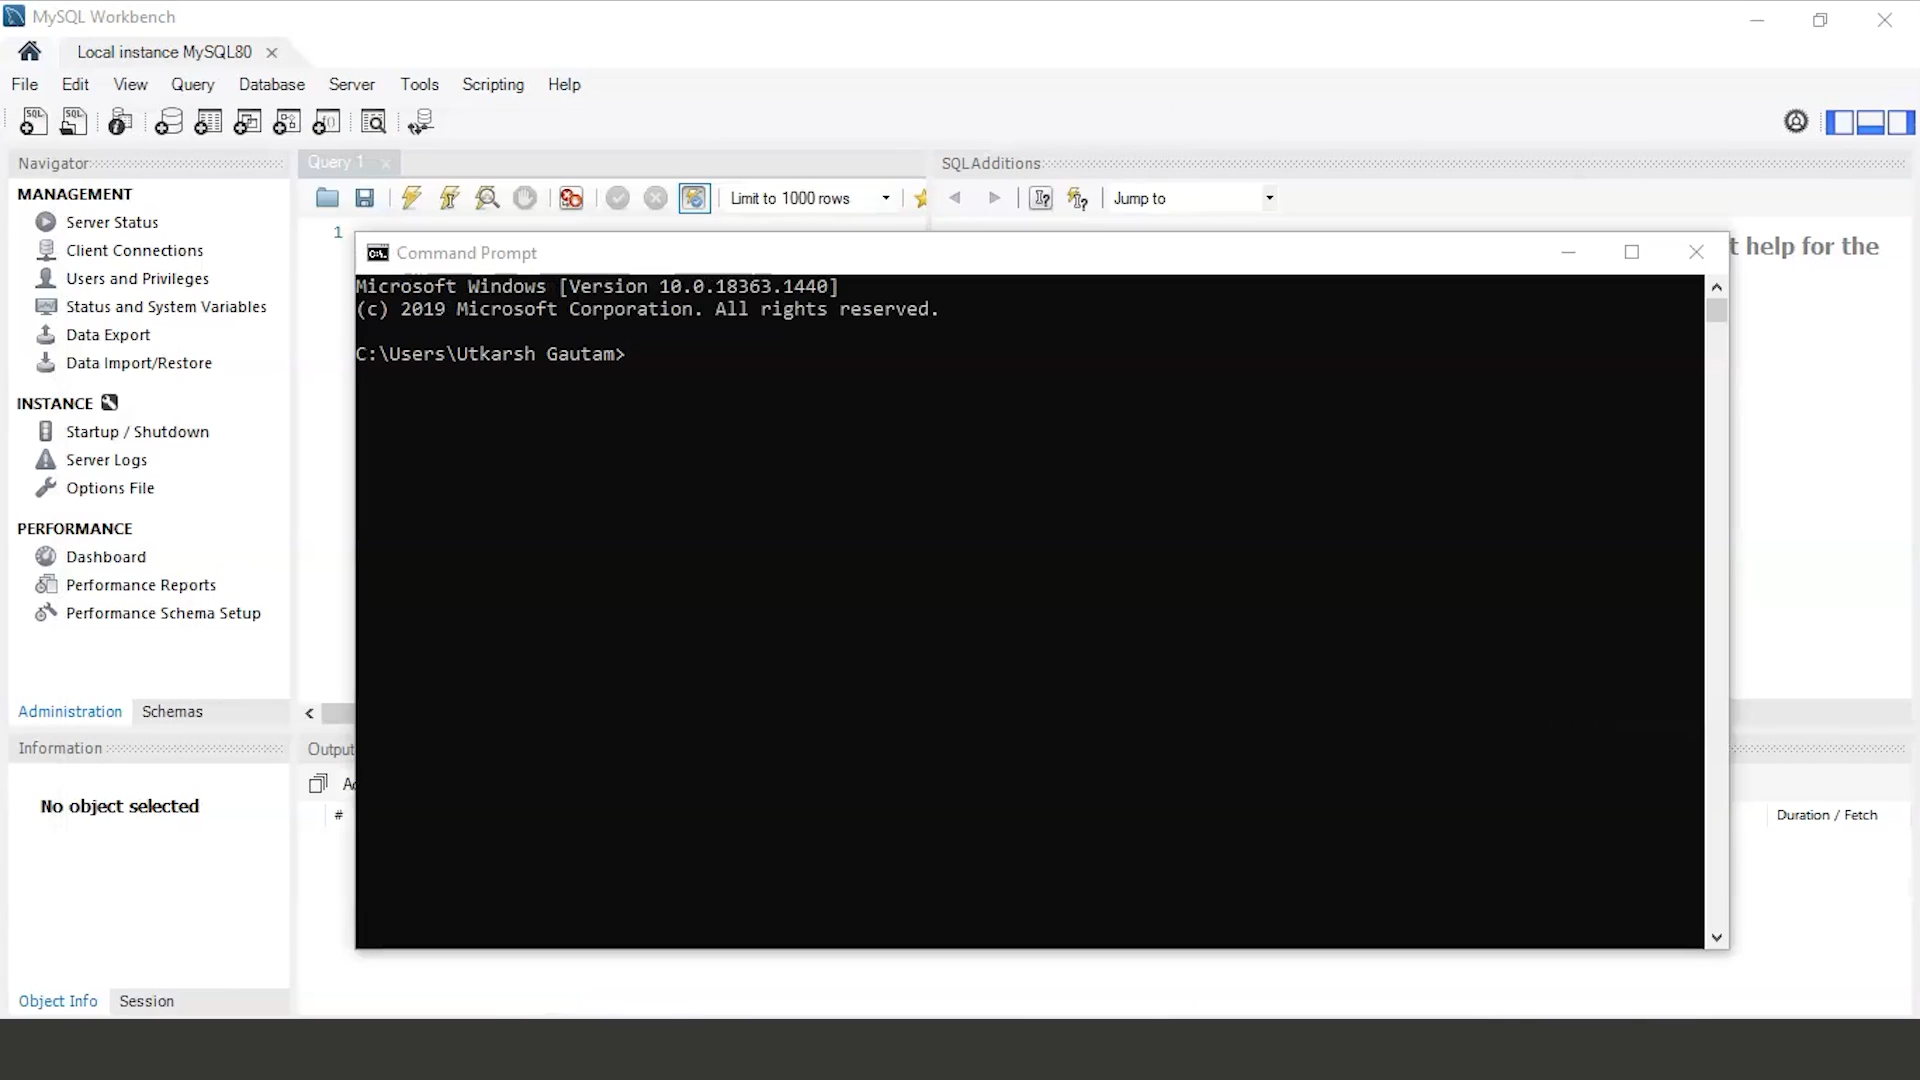 MySQL Workbench
Local instance MySQL80
File Edit View Query Database Server Tools Scripting Help
Navigator
MANAGEMENT
Server Status
Client Connections
Users and Privileges
Status and System Variables
Data Export
Data Import/Restore
INSTANCE
Startup / Shutdown
Server Logs
Options File
PERFORMANCE
Dashboard
Performance Reports
Performance Schema Setup
Administration Schemas
Information
No object selected
Object Info Session
Query 1
Limit to 1000 rows
1
SQLAdditions
Jump to
t help for the
Command Prompt
Microsoft Windows [Version 10.0.18363.1440]
(c) 2019 Microsoft Corporation. All rights reserved.
C:\Users\Utkarsh Gautam>
Output
#
Duration / Fetch